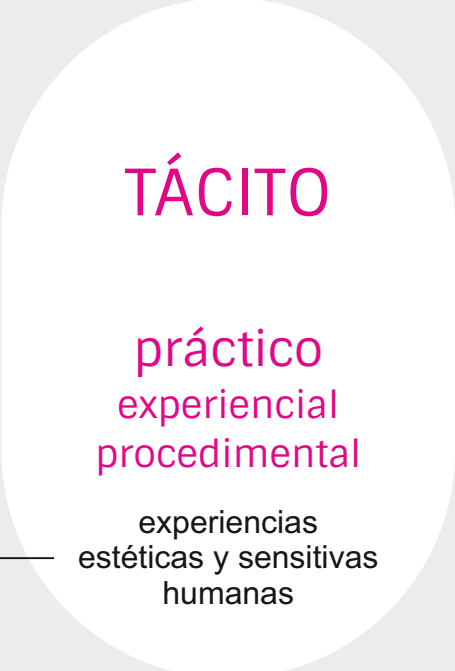 TÁCITO
práctico
experiencial
procedimental
experiencias
estéticas y sensitivas
humanas